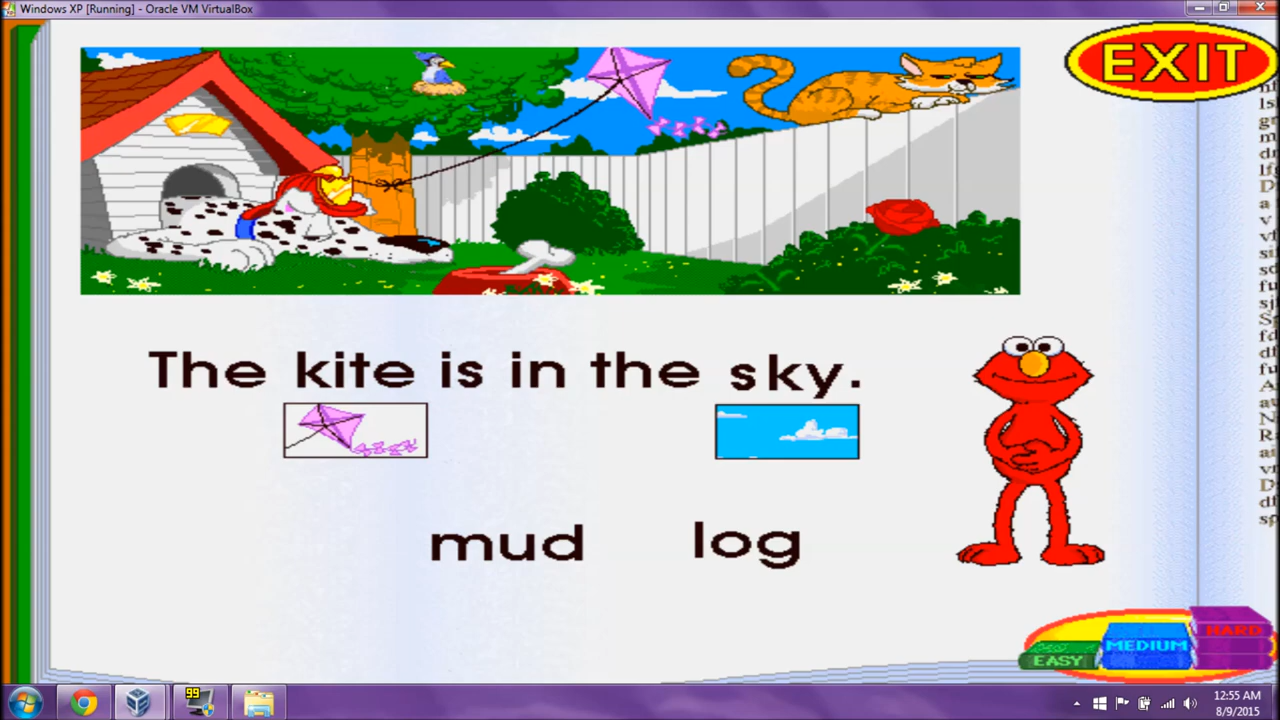 Windows XP [Running] - Oracle VM VirtualBox
EXIT
The kite is in the sky.
mud log
EASY
MEDIUM
HARD
99
12:55 AM
8/9/2015